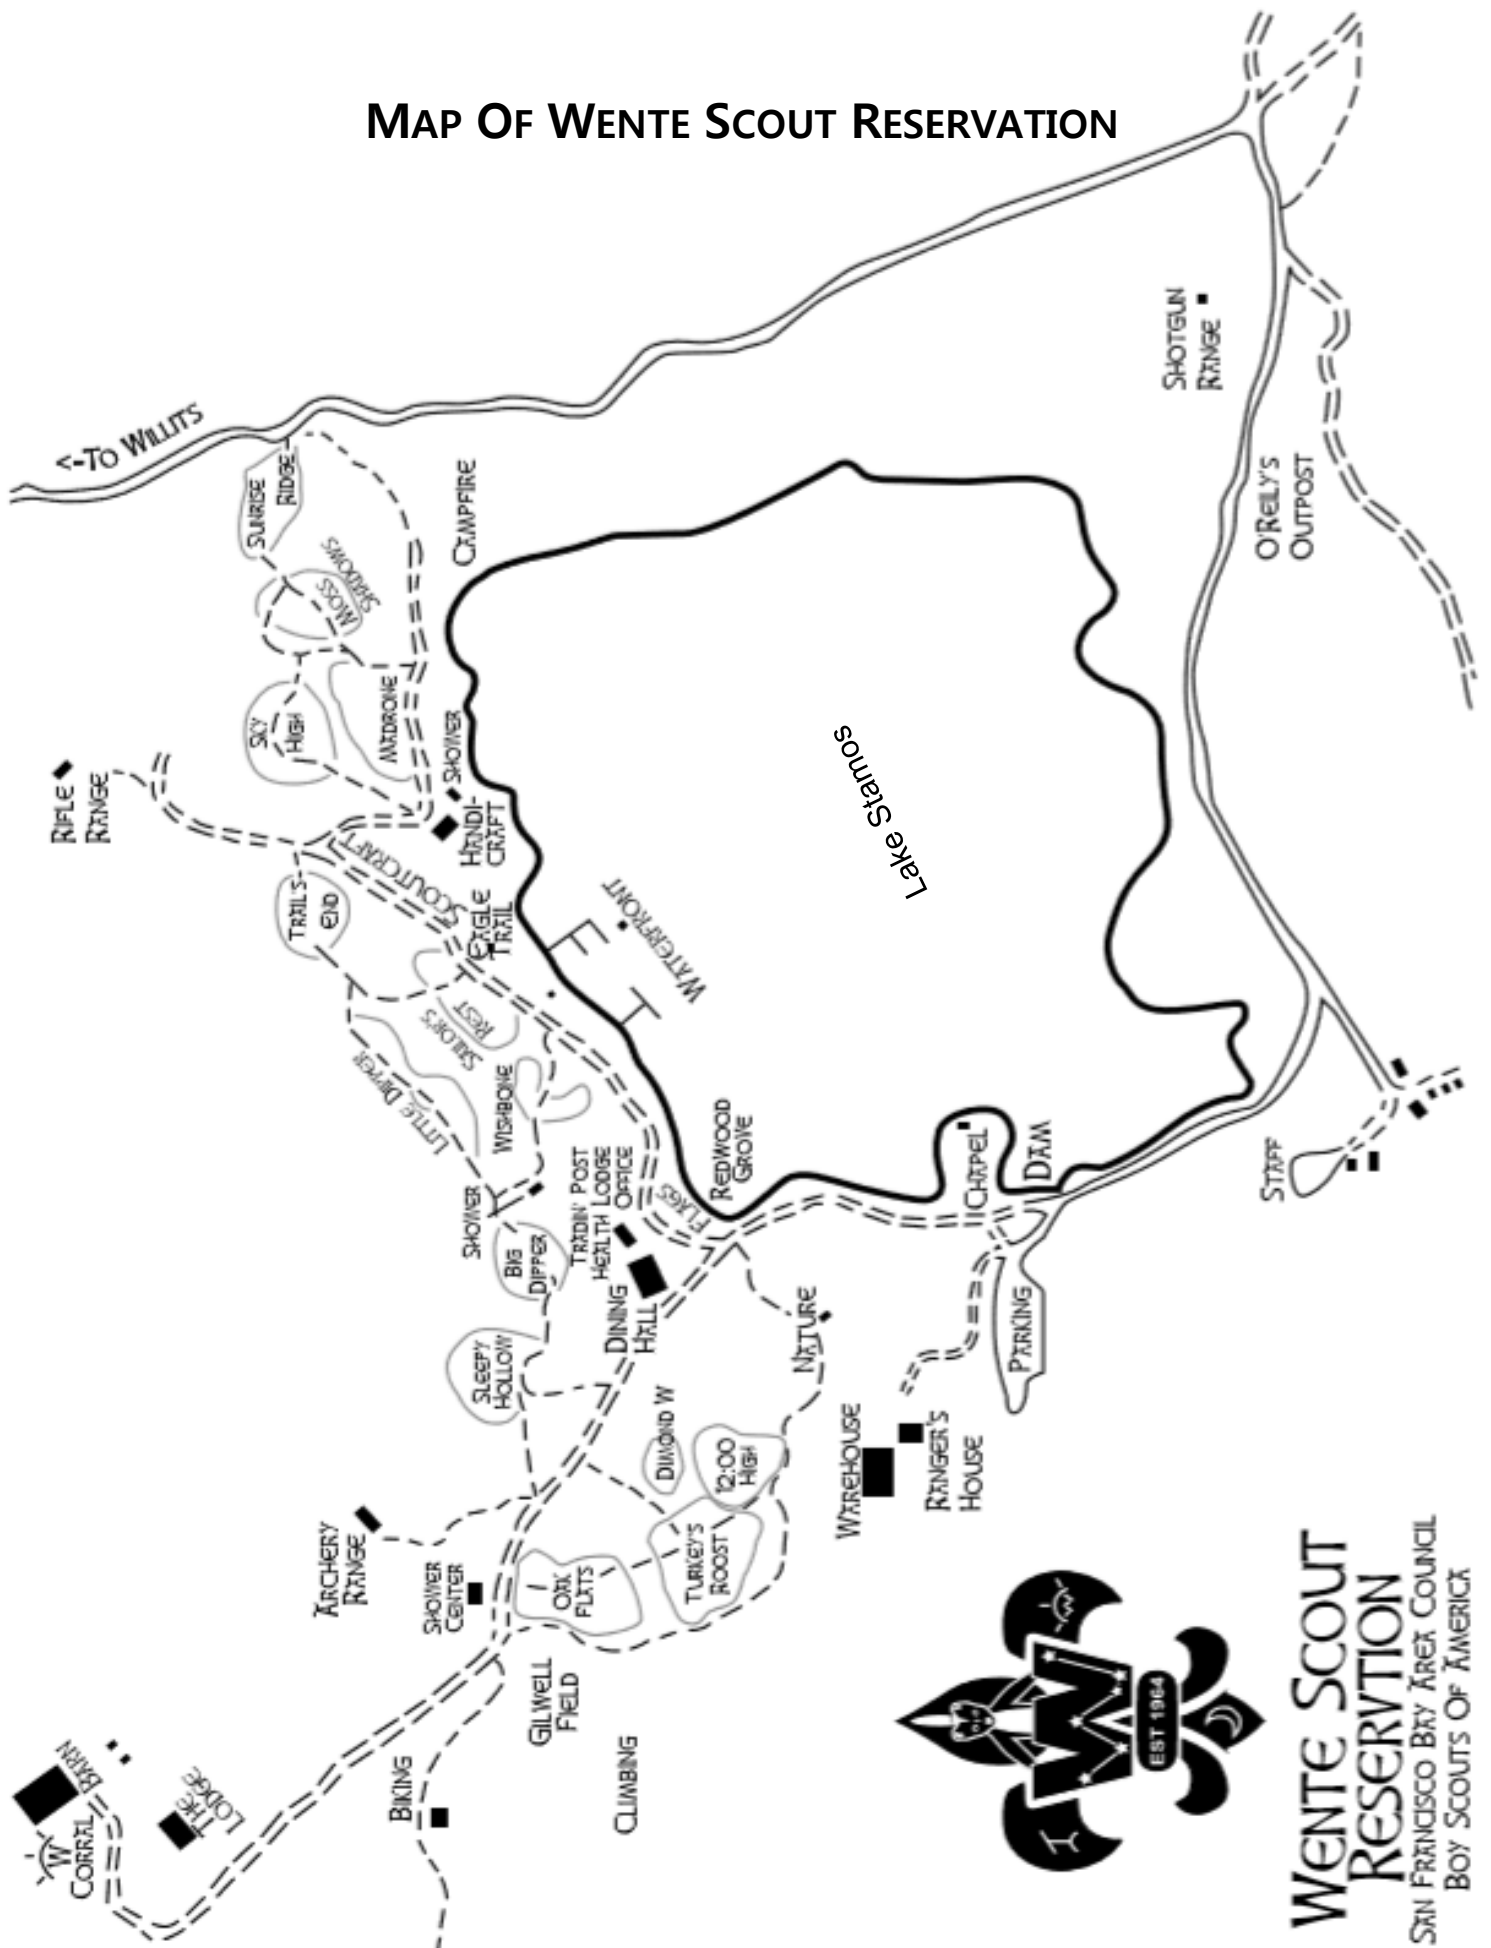 Map Of Wente Scout Reservation
<-To Willits
Sunrise
Ridge
Moss
Shadows
Campfire
Shotgun
Range
O'Reily's
Outpost
Sky
High
Madrone
Shower
Rifle
Range
Handi-
craft
Scoutcraft
Trail's
End
Eagle
Trail
Waterfront
Lake Stamos
Sailor's
Rest
Little Dipper
Wishbone
Redwood
Grove
Chapel
Dam
Staff
Shower
Big
Dipper
Tradin' Post
Health Lodge
Office
Flags
Dining
Hall
Nature
Parking
Sleepy
Hollow
Dimond W
12:00
High
Warehouse
Ranger's
House
Archery
Range
Shower
Center
Oak
Flats
Turkey's
Roost
Gilwell
Field
Climbing
Biking
Barn
The
Lodge
W
Corral
W
EST 1964
Wente Scout
Reservtion
San Francisco Bay Area Council
Boy Scouts Of America